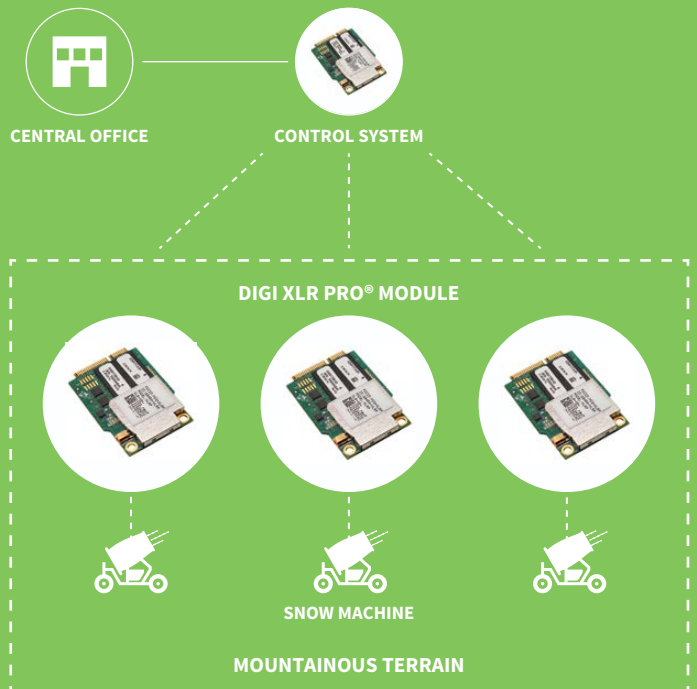 CENTRAL OFFICE
CONTROL SYSTEM
DIGI XLR PRO® MODULE
SNOW MACHINE
MOUNTAINOUS TERRAIN